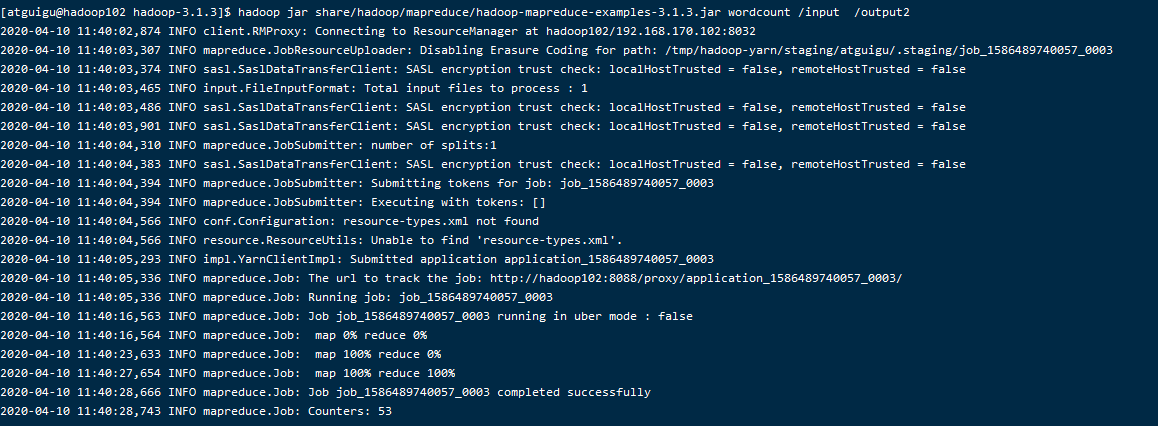 [atguigu@hadoop102 hadoop-3.1.3]$ hadoop jar share/hadoop/mapreduce/hadoop-mapreduce-examples-3.1.3.jar wordcount /input  /output2
2020-04-10 11:40:02,874 INFO client.RMProxy: Connecting to ResourceManager at hadoop102/192.168.170.102:8032
2020-04-10 11:40:03,307 INFO mapreduce.JobResourceUploader: Disabling Erasure Coding for path: /tmp/hadoop-yarn/staging/atguigu/.staging/job_1586489740057_0003
2020-04-10 11:40:03,374 INFO sasl.SaslDataTransferClient: SASL encryption trust check: localHostTrusted = false, remoteHostTrusted = false
2020-04-10 11:40:03,465 INFO input.FileInputFormat: Total input files to process : 1
2020-04-10 11:40:03,486 INFO sasl.SaslDataTransferClient: SASL encryption trust check: localHostTrusted = false, remoteHostTrusted = false
2020-04-10 11:40:03,901 INFO sasl.SaslDataTransferClient: SASL encryption trust check: localHostTrusted = false, remoteHostTrusted = false
2020-04-10 11:40:04,310 INFO mapreduce.JobSubmitter: number of splits:1
2020-04-10 11:40:04,383 INFO sasl.SaslDataTransferClient: SASL encryption trust check: localHostTrusted = false, remoteHostTrusted = false
2020-04-10 11:40:04,394 INFO mapreduce.JobSubmitter: Submitting tokens for job: job_1586489740057_0003
2020-04-10 11:40:04,394 INFO mapreduce.JobSubmitter: Executing with tokens: []
2020-04-10 11:40:04,566 INFO conf.Configuration: resource-types.xml not found
2020-04-10 11:40:04,566 INFO resource.ResourceUtils: Unable to find 'resource-types.xml'.
2020-04-10 11:40:05,293 INFO impl.YarnClientImpl: Submitted application application_1586489740057_0003
2020-04-10 11:40:05,336 INFO mapreduce.Job: The url to track the job: http://hadoop102:8088/proxy/application_1586489740057_0003/
2020-04-10 11:40:05,336 INFO mapreduce.Job: Running job: job_1586489740057_0003
2020-04-10 11:40:16,563 INFO mapreduce.Job: Job job_1586489740057_0003 running in uber mode : false
2020-04-10 11:40:16,564 INFO mapreduce.Job:  map 0% reduce 0%
2020-04-10 11:40:23,633 INFO mapreduce.Job:  map 100% reduce 0%
2020-04-10 11:40:27,654 INFO mapreduce.Job:  map 100% reduce 100%
2020-04-10 11:40:28,666 INFO mapreduce.Job: Job job_1586489740057_0003 completed successfully
2020-04-10 11:40:28,743 INFO mapreduce.Job: Counters: 53